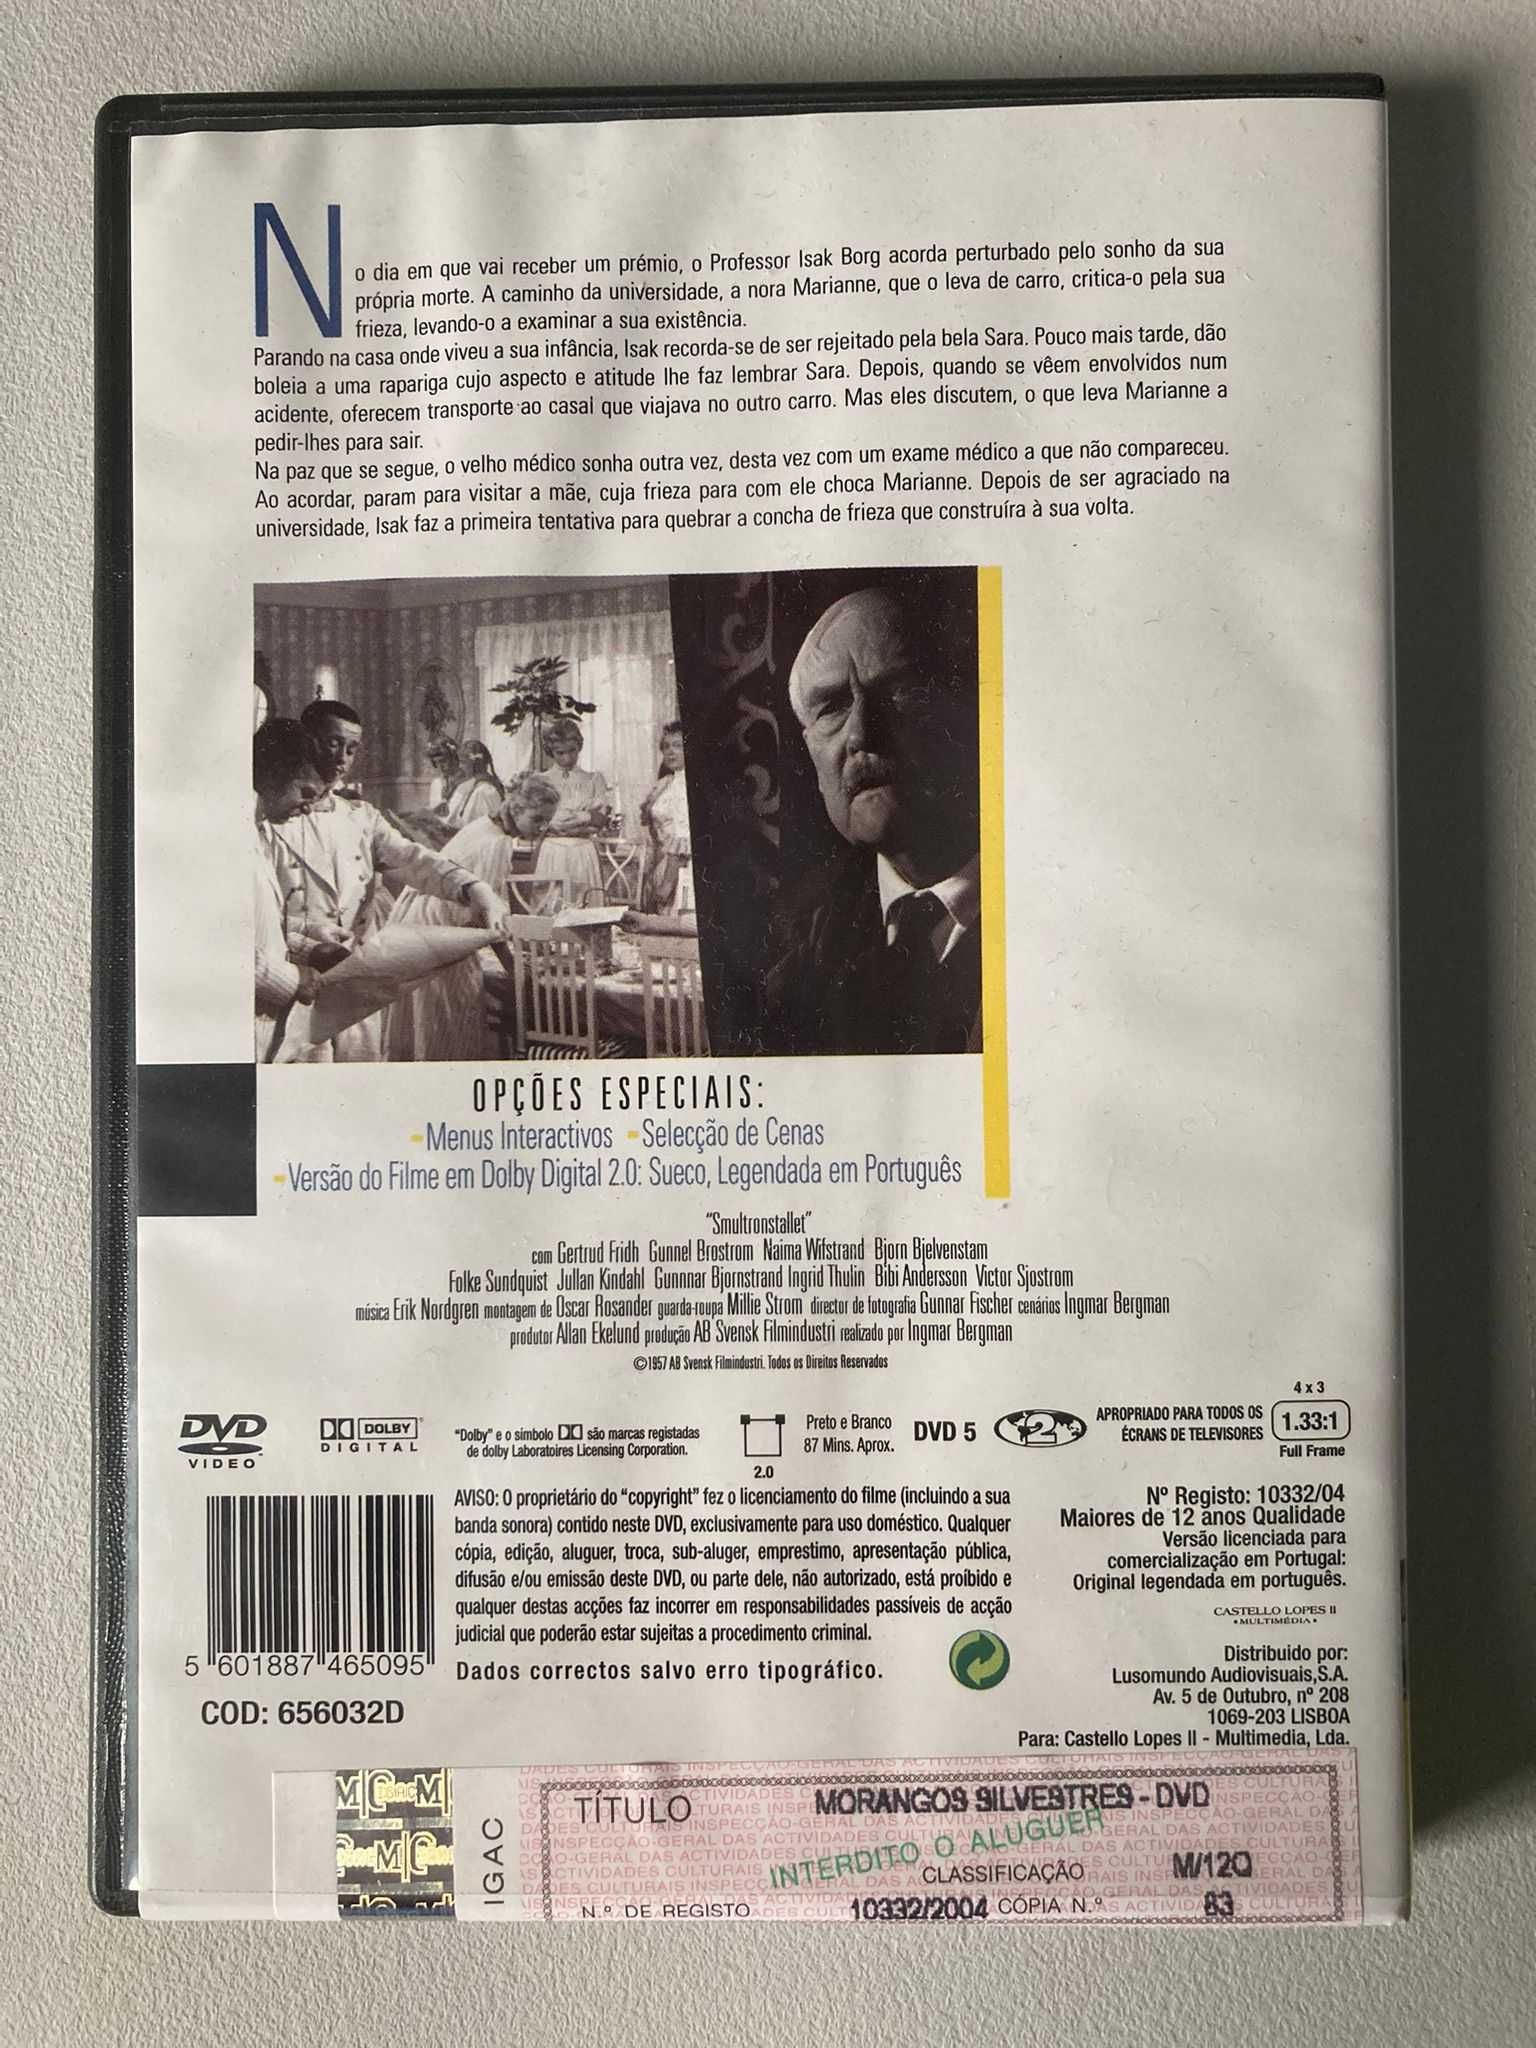 No dia em que vai receber um prémio, o Professor Isak Borg acorda perturbado pelo sonho da sua
própria morte. A caminho da universidade, a nora Marianne, que o leva de carro, critica-o pela sua
frieza, levando-o a examinar a sua existência.
Parando na casa onde viveu a sua infância, Isak recorda-se de ser rejeitado pela bela Sara. Pouco mais tarde, dão
boleia a uma rapariga cujo aspecto e atitude lhe faz lembrar Sara. Depois, quando se vêem envolvidos num
acidente, oferecem transporte ao casal que viajava no outro carro. Mas eles discutem, o que leva Marianne a
pedir-lhes para sair.
Na paz que se segue, o velho médico sonha outra vez, desta vez com um exame médico a que não compareceu.
Ao acordar, param para visitar a mãe, cuja frieza para com ele choca Marianne. Depois de ser agraciado na
universidade, Isak faz a primeira tentativa para quebrar a concha de frieza que construíra à sua volta.
OPÇÕES ESPECIAIS:
-Menus Interactivos -Selecção de Cenas
-Versão do Filme em Dolby Digital 2.0: Sueco, Legendada em Português
"Smultronstallet"
com Gertrud Fridh Gunnel Brostrom Naima Wifstrand Bjorn Bjelvenstam
Folke Sundquist Jullan Kindahl Gunnnar Bjornstrand Ingrid Thulin Bibi Andersson Victor Sjostrom
música Erik Nordgren montagem de Oscar Rosander guarda-roupa Millie Strom director de fotografia Gunnar Fischer cenários Ingmar Bergman
produtor Allan Ekelund produção AB Svensk Filmindustri realizado por Ingmar Bergman
©1957 AB Svensk Filmindustri. Todos os Direitos Reservados
DVD
VIDEO
DOLBY
DIGITAL
"Dolby" e o símbolo são marcas registadas
de dolby Laboratoires Licensing Corporation.
2.0
Preto e Branco
87 Mins. Aprox.
DVD 5
2
APROPRIADO PARA TODOS OS
ÉCRANS DE TELEVISORES
4 x 3
1.33:1
Full Frame
5 601887 465095
COD: 656032D
AVISO: O proprietário do "copyright" fez o licenciamento do filme (incluindo a sua
banda sonora) contido neste DVD, exclusivamente para uso doméstico. Qualquer
cópia, edição, aluguer, troca, sub-aluger, emprestimo, apresentação pública,
difusão e/ou emissão deste DVD, ou parte dele, não autorizado, está proíbido e
qualquer destas acções faz incorrer em responsabilidades passíveis de acção
judicial que poderão estar sujeitas a procedimento criminal.
Dados correctos salvo erro tipográfico.
Nº Registo: 10332/04
Maiores de 12 anos Qualidade
Versão licenciada para
comercialização em Portugal:
Original legendada em português.
CASTELLO LOPES II
•MULTIMÉDIA•
Distribuido por:
Lusomundo Audiovisuais,S.A.
Av. 5 de Outubro, nº 208
1069-203 LISBOA
Para: Castello Lopes II - Multimedia, Lda.
IGAC
TÍTULO MORANGOS SILVESTRES - DVD
INTERDITO O ALUGUER
CLASSIFICAÇÃO M/12Q
N.º DE REGISTO 10332/2004 CÓPIA N.º 83